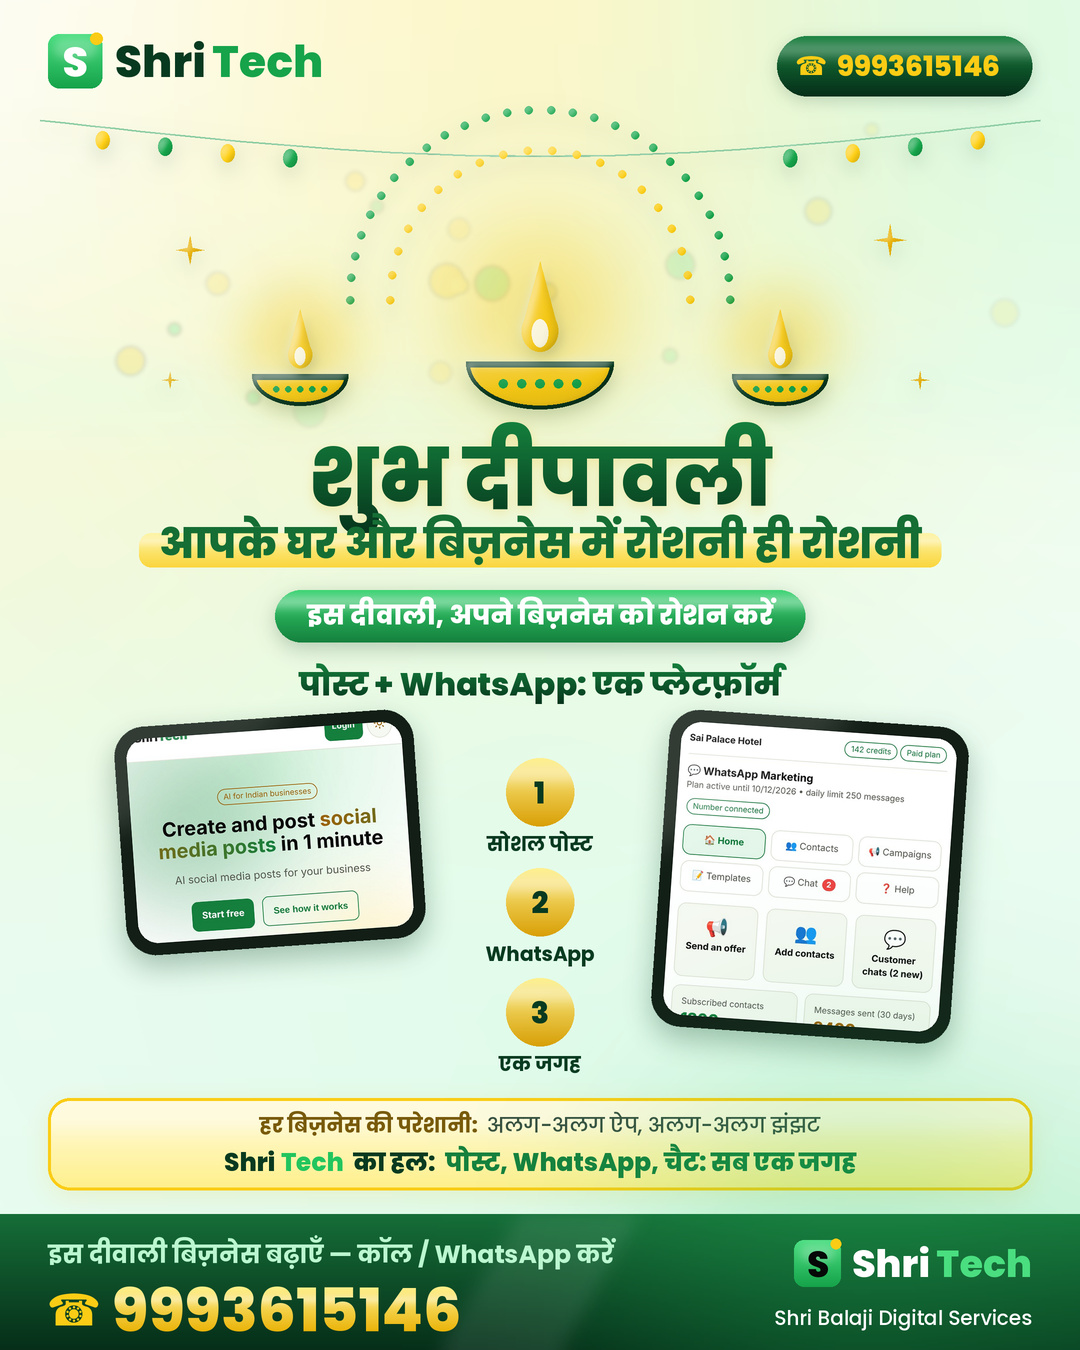 S Shri Tech
☎ 9993615146
शुभ दीपावली
आपके घर और बिज़नेस में रोशनी ही रोशनी
इस दीवाली, अपने बिज़नेस को रोशन करें
पोस्ट + WhatsApp: एक प्लेटफ़ॉर्म
Shri Tech
Login
AI for Indian businesses
Create and post social
media posts in 1 minute
AI social media posts for your business
Start free
See how it works
1
सोशल पोस्ट
2
WhatsApp
3
एक जगह
Sai Palace Hotel
142 credits
Paid plan
WhatsApp Marketing
Plan active until 10/12/2026 • daily limit 250 messages
Number connected
Home
Contacts
Campaigns
Templates
Chat 2
Help
Send an offer
Add contacts
Customer
chats (2 new)
Subscribed contacts
Messages sent (30 days)
हर बिज़नेस की परेशानी: अलग-अलग ऐप, अलग-अलग झंझट
Shri Tech का हल: पोस्ट, WhatsApp, चैट: सब एक जगह
इस दीवाली बिज़नेस बढ़ाएँ — कॉल / WhatsApp करें
☎ 9993615146
S Shri Tech
Shri Balaji Digital Services